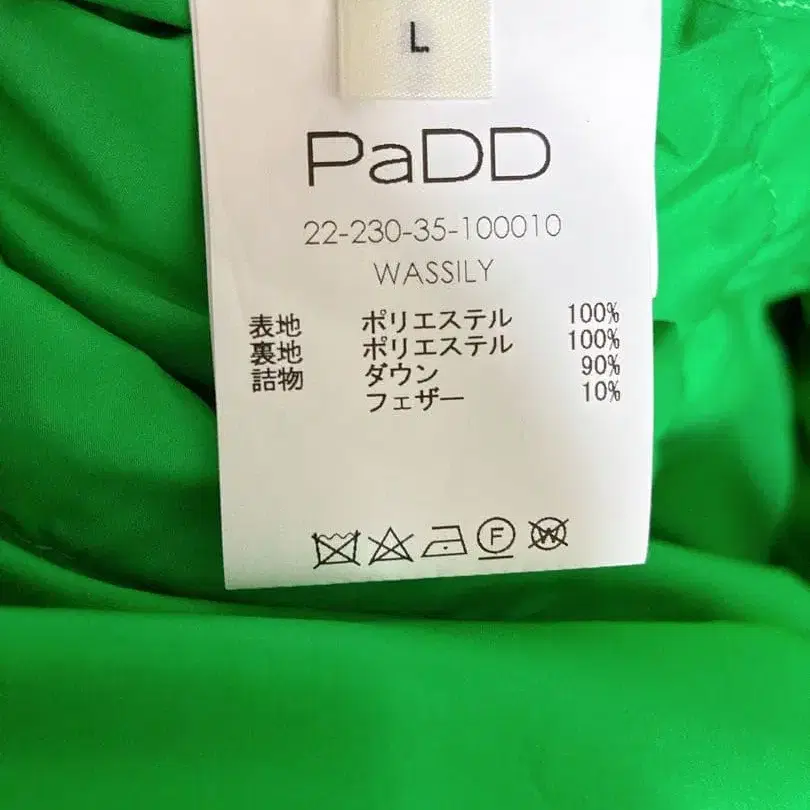 L
PaDD
22-230-35-100010
WASSILY
表地 ポリエステル 100%
裏地 ポリエステル 100%
詰物 ダウン 90%
フェザー 10%
F W